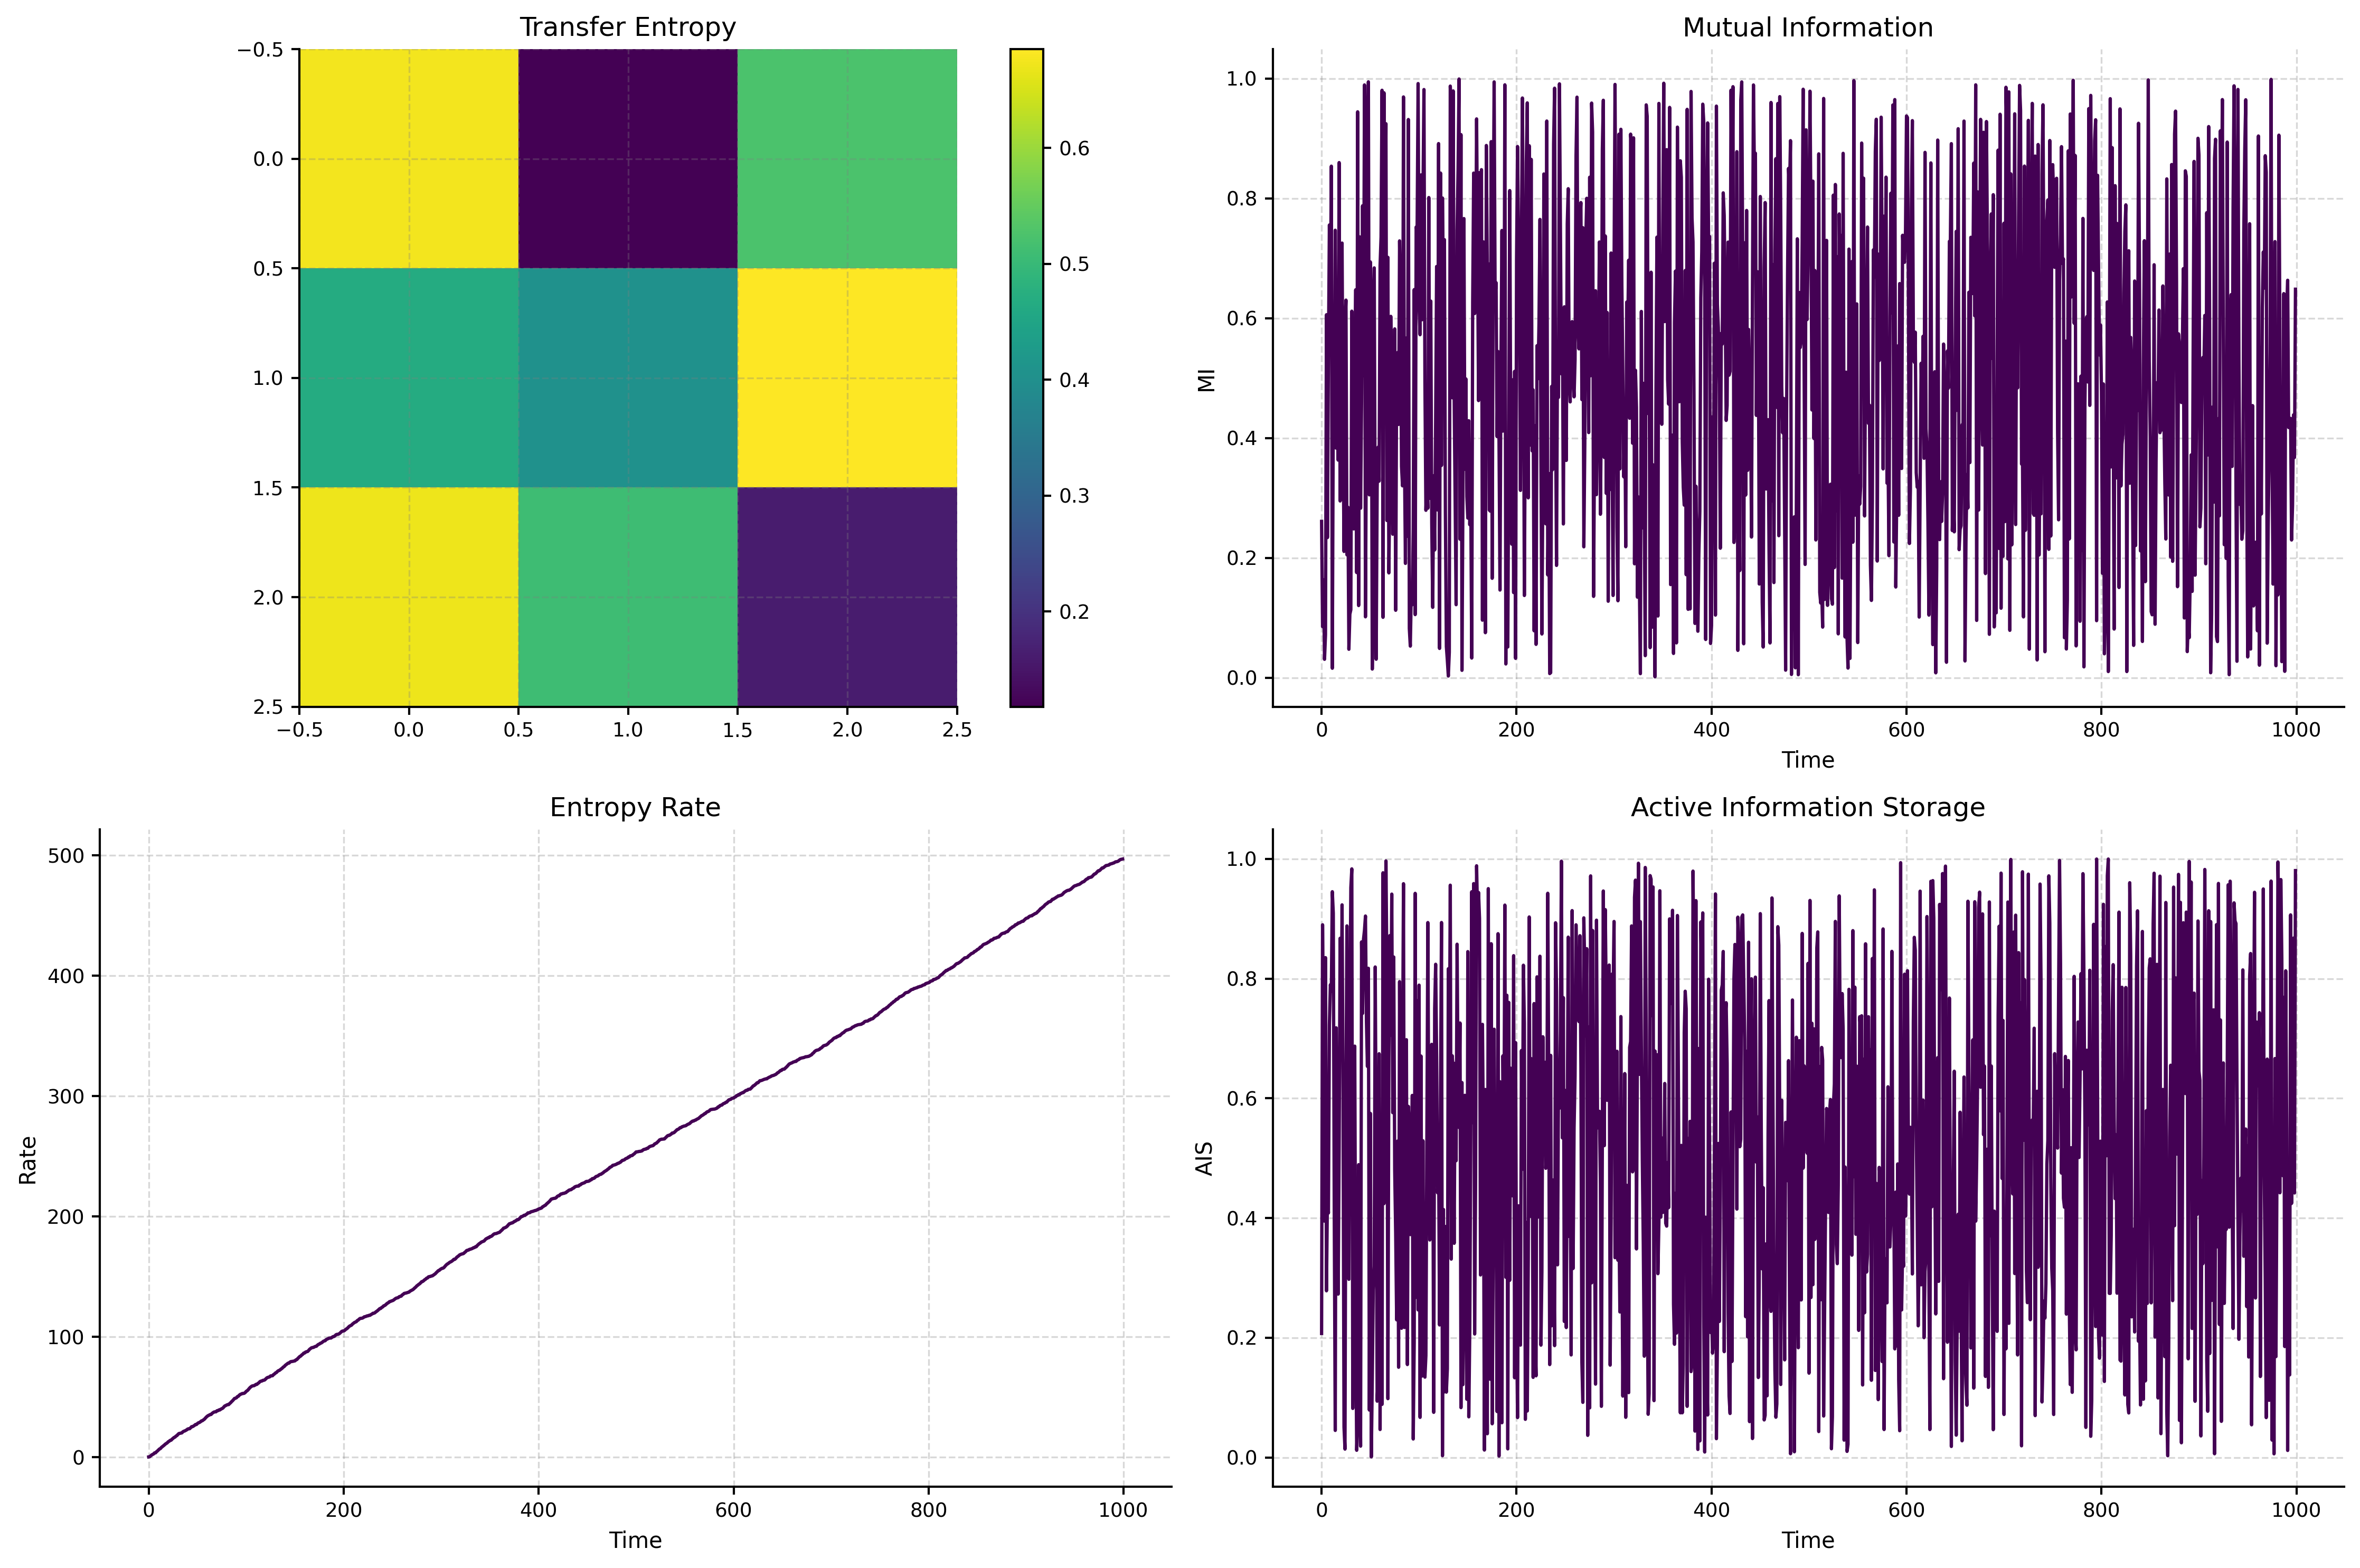 Transfer Entropy
−0.5
0.0
0.5
1.0
1.5
2.0
2.5
−0.5 0.0 0.5 1.0 1.5 2.0 2.5
0.6
0.5
0.4
0.3
0.2
Mutual Information
MI
1.0
0.8
0.6
0.4
0.2
0.0
0 200 400 600 800 1000
Time
Entropy Rate
Rate
500
400
300
200
100
0
0 200 400 600 800 1000
Time
Active Information Storage
AIS
1.0
0.8
0.6
0.4
0.2
0.0
0 200 400 600 800 1000
Time